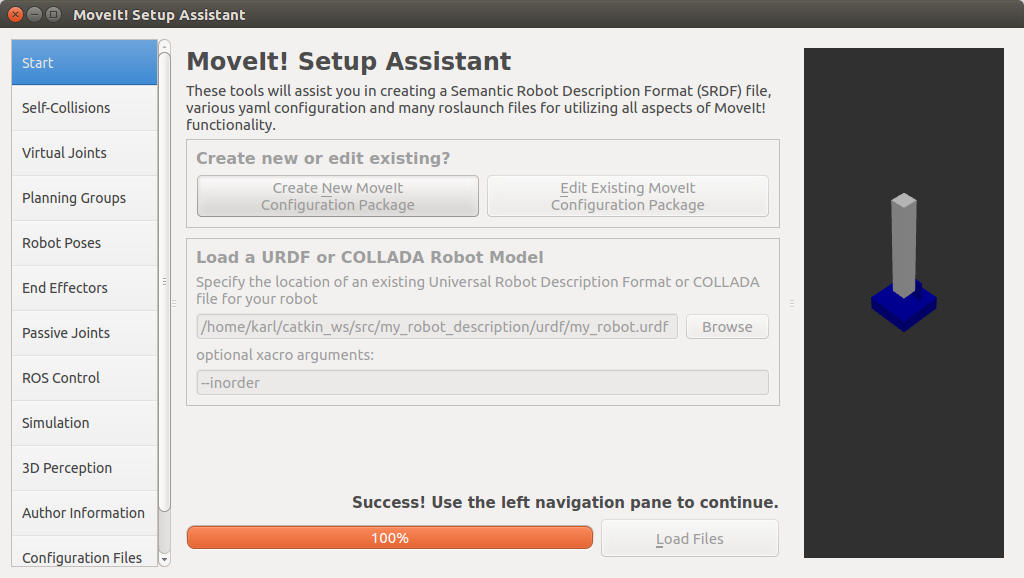 MoveIt! Setup Assistant
Start
Self-Collisions
Virtual Joints
Planning Groups
Robot Poses
End Effectors
Passive Joints
ROS Control
Simulation
3D Perception
Author Information
Configuration Files
MoveIt! Setup Assistant
These tools will assist you in creating a Semantic Robot Description Format (SRDF) file,
various yaml configuration and many roslaunch files for utilizing all aspects of MoveIt!
functionality.
Create new or edit existing?
Create New MoveIt
Configuration Package
Edit Existing MoveIt
Configuration Package
Load a URDF or COLLADA Robot Model
Specify the location of an existing Universal Robot Description Format or COLLADA
file for your robot
/home/karl/catkin_ws/src/my_robot_description/urdf/my_robot.urdf
Browse
optional xacro arguments:
--inorder
Success! Use the left navigation pane to continue.
100%
Load Files